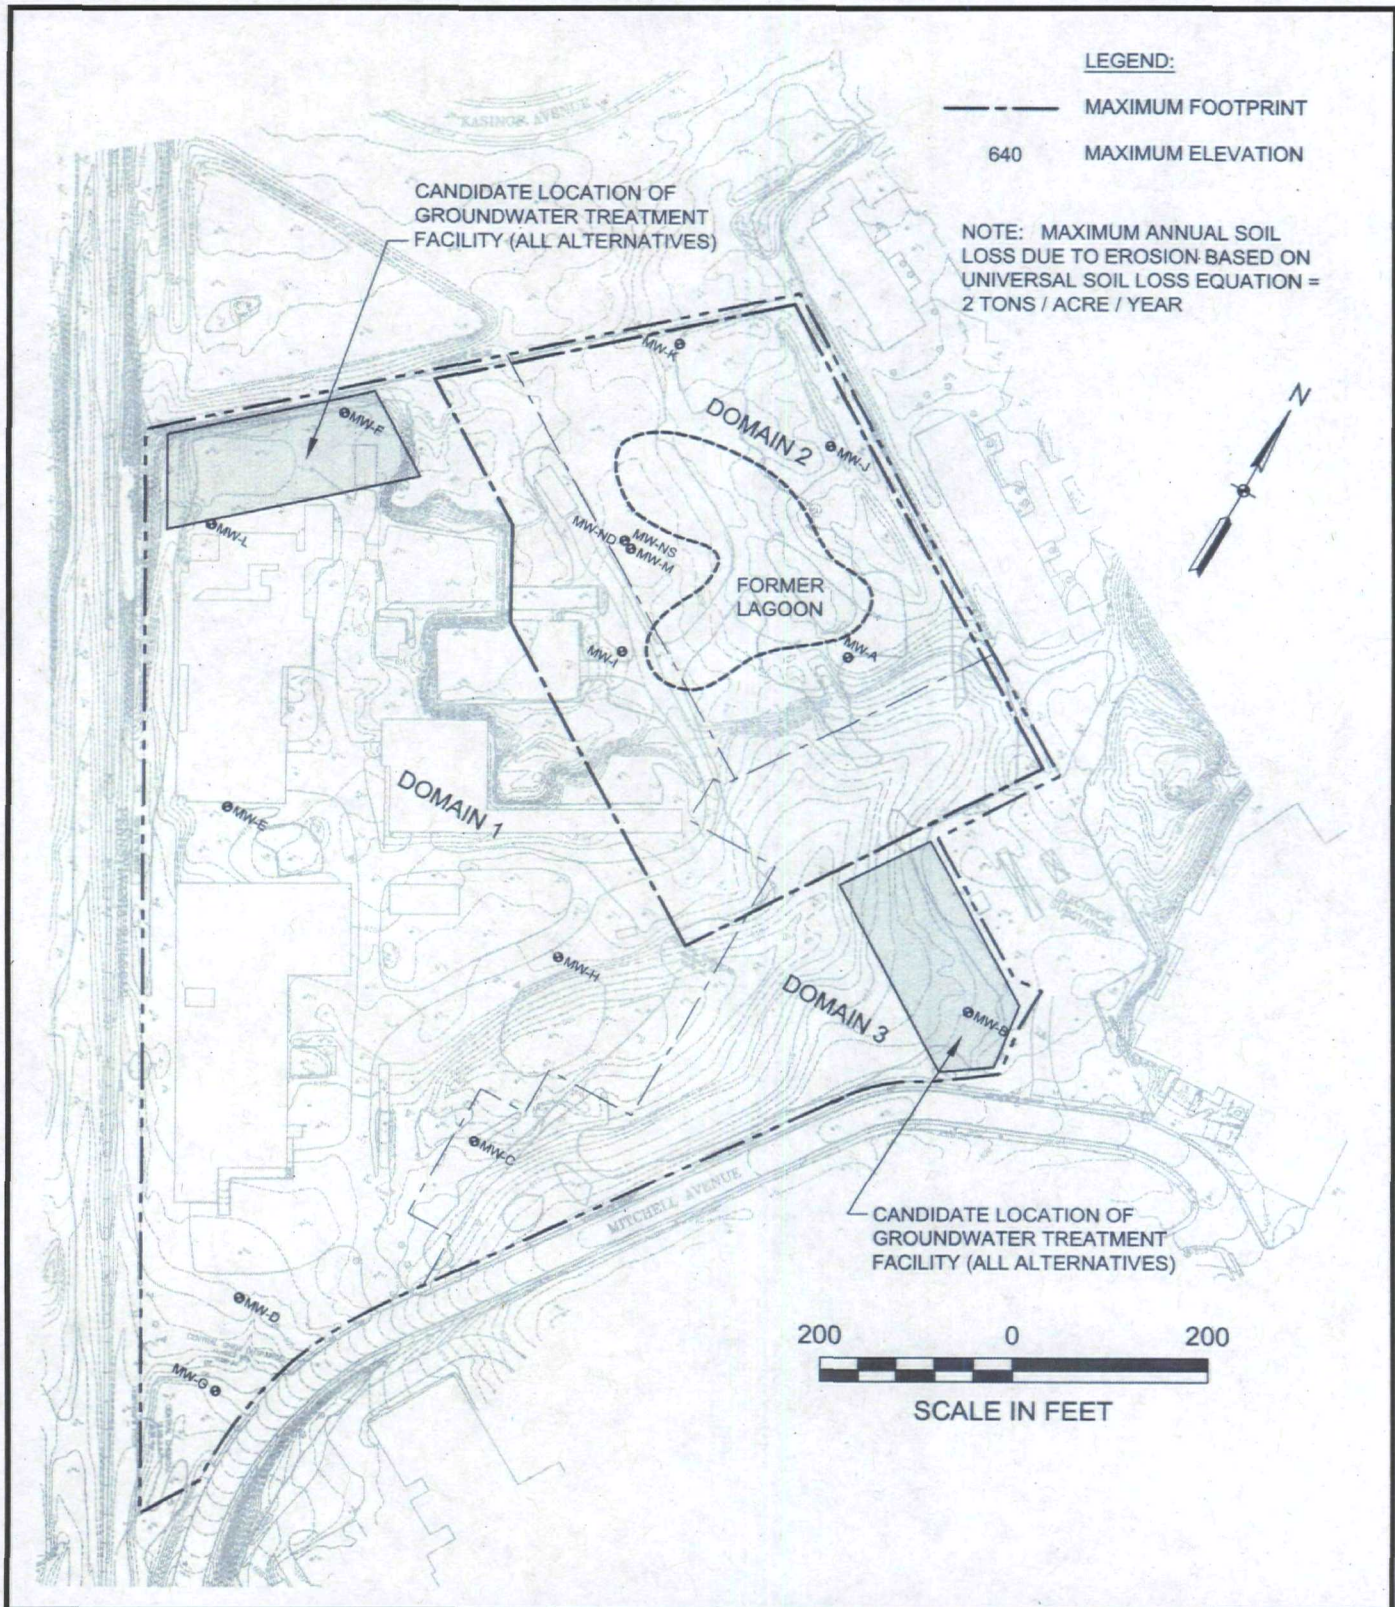 LEGEND:
MAXIMUM FOOTPRINT
640 MAXIMUM ELEVATION
NOTE: MAXIMUM ANNUAL SOIL
LOSS DUE TO EROSION BASED ON
UNIVERSAL SOIL LOSS EQUATION =
2 TONS / ACRE / YEAR
KASINOF AVENUE
CANDIDATE LOCATION OF
GROUNDWATER TREATMENT
FACILITY (ALL ALTERNATIVES)
N
MW-K
MW-F
DOMAIN 2
MW-J
MW-L
MW-ND
MW-NS
MW-M
FORMER
LAGOON
MW-I
MW-A
DOMAIN 1
MW-E
MW-H
DOMAIN 3
MW-B
MW-C
MITCHELL AVENUE
CANDIDATE LOCATION OF
GROUNDWATER TREATMENT
FACILITY (ALL ALTERNATIVES)
MW-D
MW-G
200 0 200
SCALE IN FEET